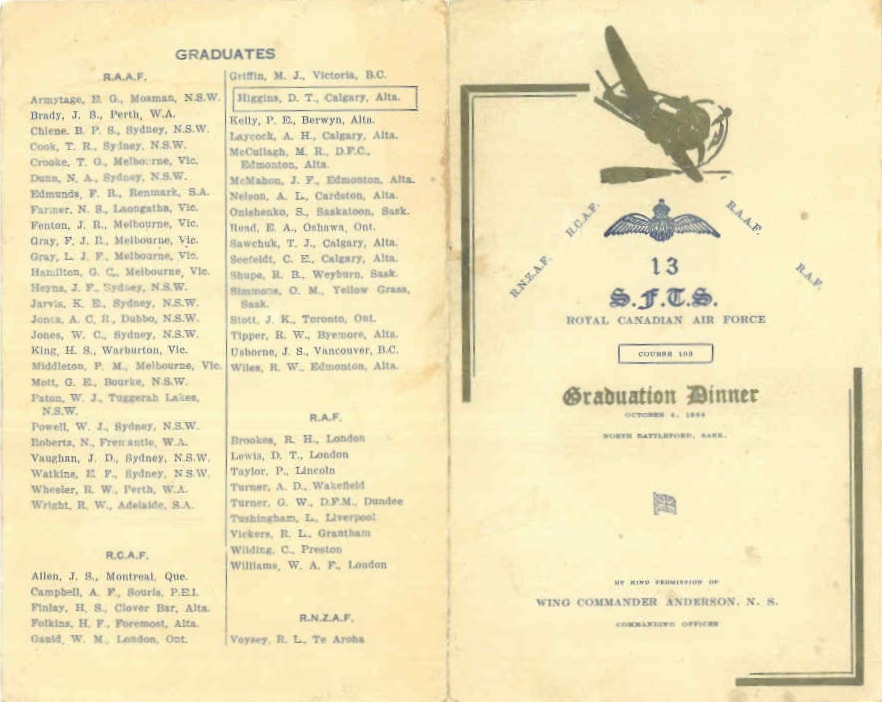 GRADUATES
R.A.A.F.
Armytage, E. G., Mosman, N.S.W.
Brady, J. S., Perth, W.A.
Chiene. B. P. S., Sydney, N.S.W.
Cook, T. R., Sydney, N.S.W.
Crooke, T. G., Melbourne, Vic.
Dunn, N. A., Sydney, N.S.W.
Edmunds, F. R., Renmark, S.A.
Farmer, N. S., Leongatha, Vic.
Fenton, J. R., Melbourne, Vic.
Gray, F. J. R., Melbourne, Vic.
Gray, L. J. F., Melbourne, Vic.
Hamilton, G. C., Melbourne, Vic.
Heyns, J. F., Sydney, N.S.W.
Jarvis, K. E., Sydney, N.S.W.
Jones, A. C. R., Dubbo, N.S.W.
Jones, W. C., Sydney, N.S.W.
King, H. S., Warburton, Vic.
Middleton, P. M., Melbourne, Vic.
Mott, G. E., Bourke, N.S.W.
Paton, W. J., Tuggerah Lakes,
N.S.W.
Powell, W. J., Sydney, N.S.W.
Roberts, N., Fremantle, W.A.
Vaughan, J. D., Sydney, N.S.W.
Watkins, E. F., Sydney, N.S.W.
Wheeler, R. W., Perth, W.A.
Wright, R. W., Adelaide, S.A.
R.C.A.F.
Allen, J. S., Montreal, Que.
Campbell, A. F., Souris, P.E.I.
Finlay, H. S., Clover Bar, Alta.
Folkins, H. F., Foremost, Alta.
Gauld, W. M., London, Ont.
Griffin, M. J., Victoria, B.C.
Higgins, D. T., Calgary, Alta.
Kelly, P. E., Berwyn, Alta.
Laycock, A. H., Calgary, Alta.
McCullagh, M. R., D.F.C.,
Edmonton, Alta.
McMahon, J. F., Edmonton, Alta.
Nelson, A. L., Cardston, Alta.
Onishenko, S., Saskatoon, Sask.
Read, E. A., Oshawa, Ont.
Sawchuk, T. J., Calgary, Alta.
Seefeldt, C. E., Calgary, Alta.
Shupe, R. B., Weyburn, Sask.
Simmons, O. M., Yellow Grass,
Sask.
Stott, J. K., Toronto, Ont.
Tipper, R. W., Byemore, Alta.
Usborne, J. S., Vancouver, B.C.
Wiles, R. W., Edmonton, Alta.
R.A.F.
Brookes, R. H., London
Lewis, D. T., London
Taylor, P., Lincoln
Turner, A. D., Wakefield
Turner, G. W., D.F.M., Dundee
Tushingham, L., Liverpool
Vickers, R. L., Grantham
Wilding, C., Preston
Williams, W. A. F., London
R.N.Z.A.F.
Voysey, R. L., Te Aroha
R.N.Z.A.F.
R.C.A.F.
R.A.A.F.
R.A.F.
13
S.F.T.S.
ROYAL CANADIAN AIR FORCE
COURSE 103
Graduation Dinner
OCTOBER 4, 1944
NORTH BATTLEFORD, SASK.
BY KIND PERMISSION OF
WING COMMANDER ANDERSON, N. S.
COMMANDING OFFICER